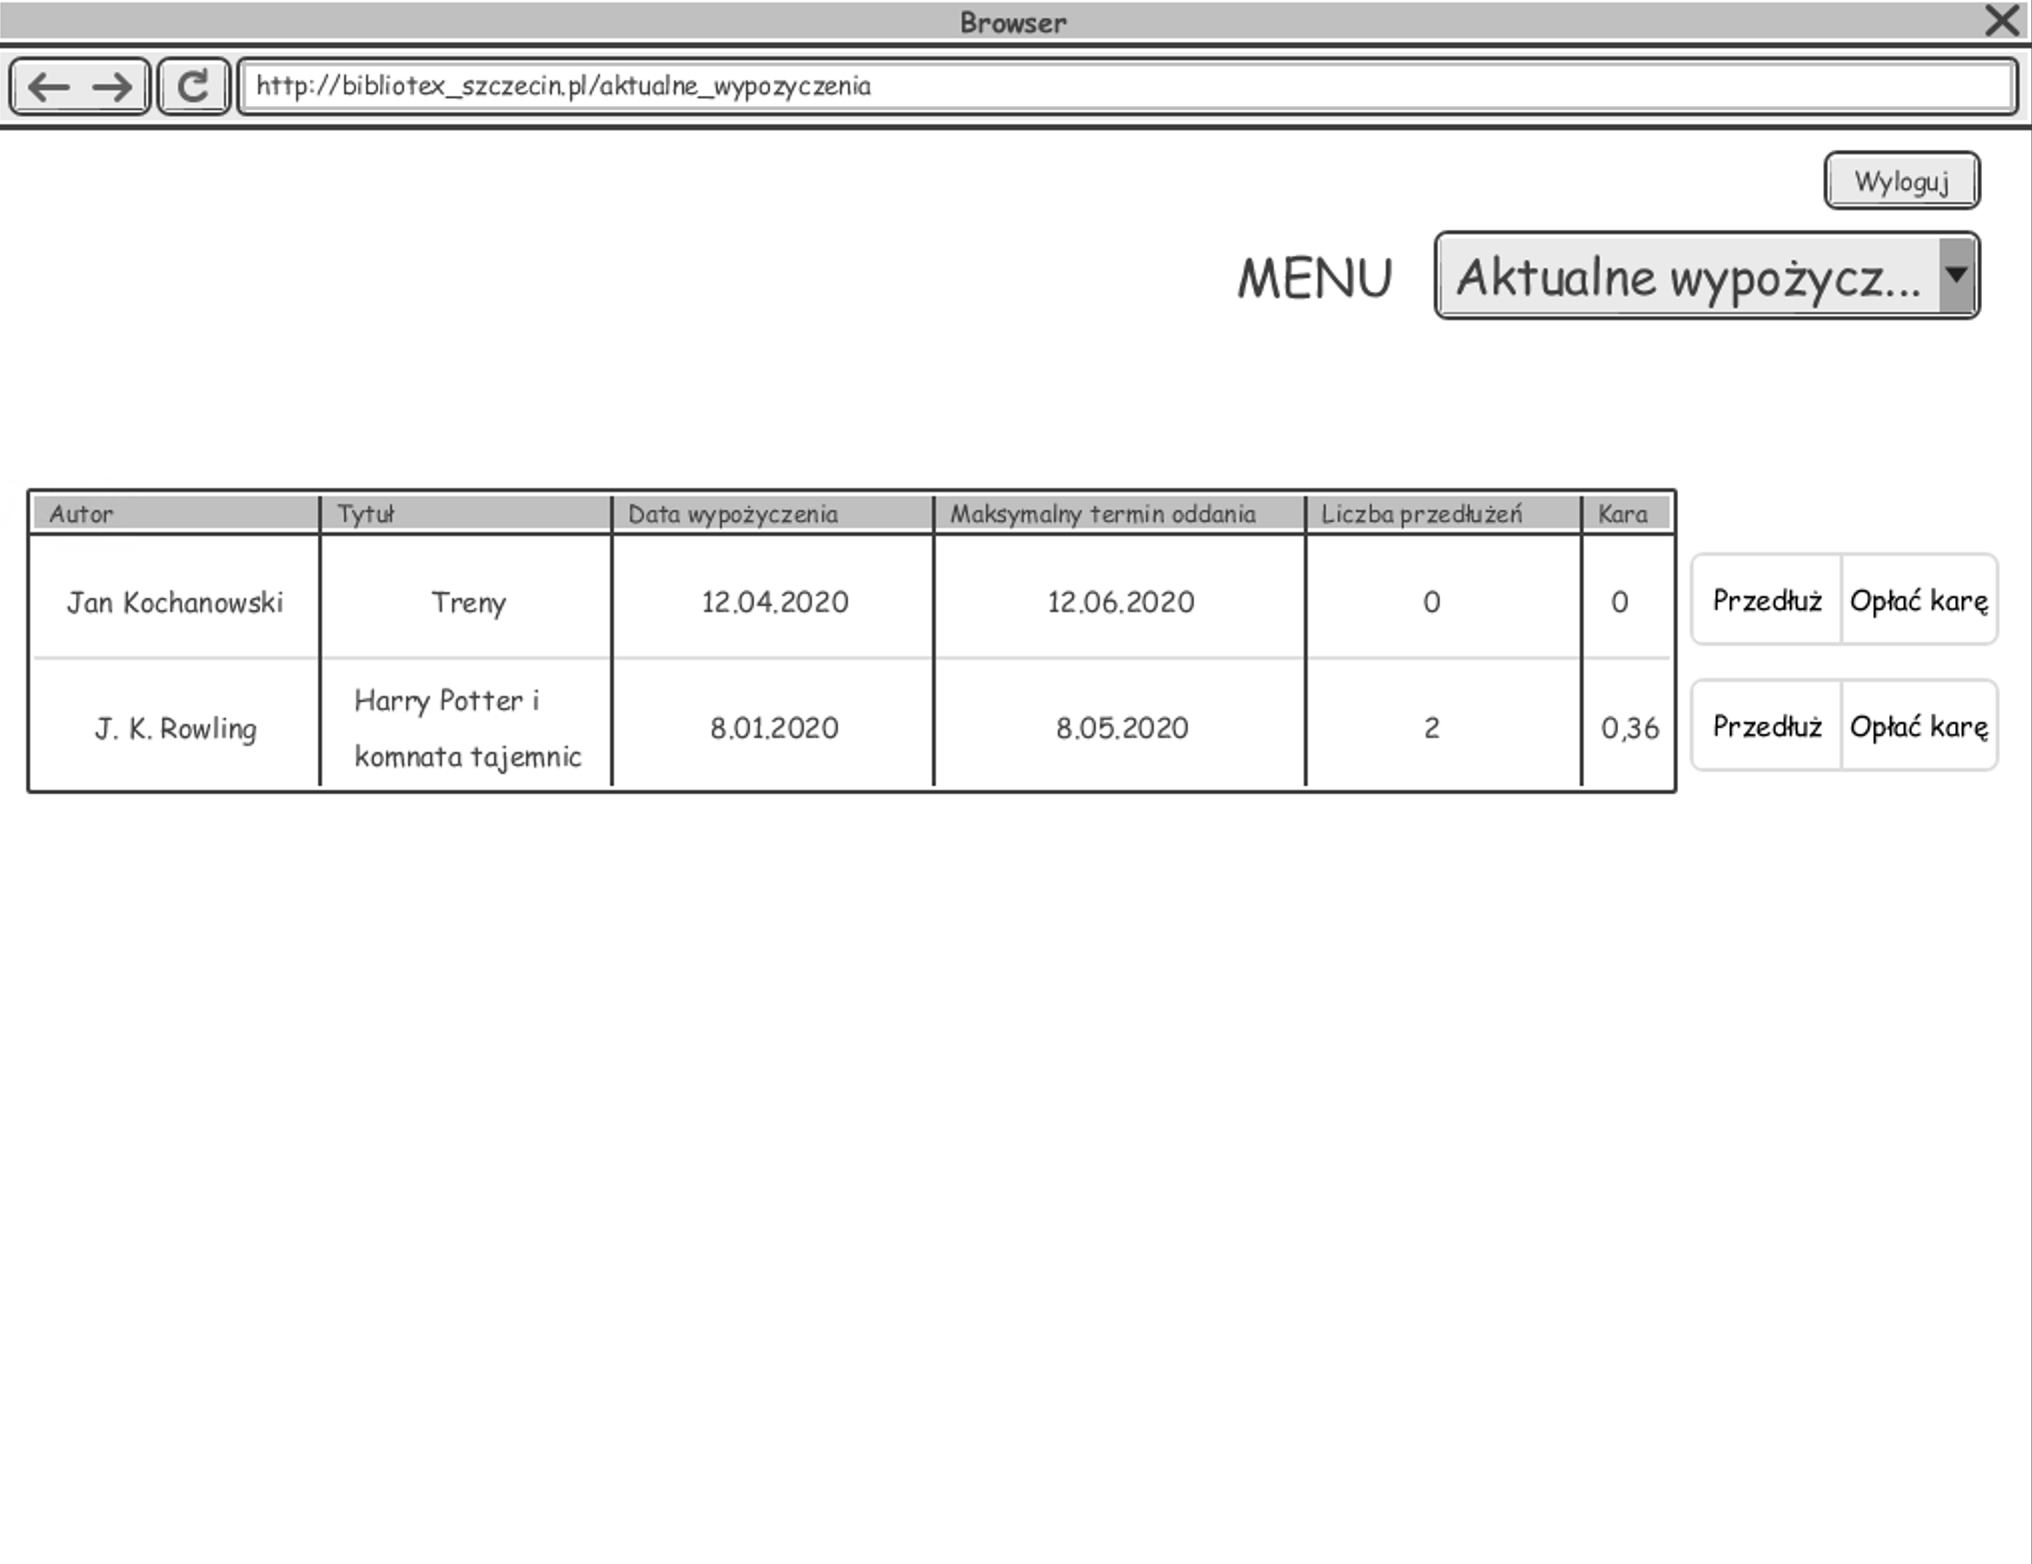 Browser
http://bibliotex_szczecin.pl/aktualne_wypozyczenia
Wyloguj
MENU Aktualne wypożycz...
Autor Tytuł Data wypożyczenia Maksymalny termin oddania Liczba przedłużeń Kara
Jan Kochanowski Treny 12.04.2020 12.06.2020 0 0 Przedłuż Opłać karę
Harry Potter i
J. K. Rowling 8.01.2020 8.05.2020 2 0,36 Przedłuż Opłać karę
komnata tajemnic